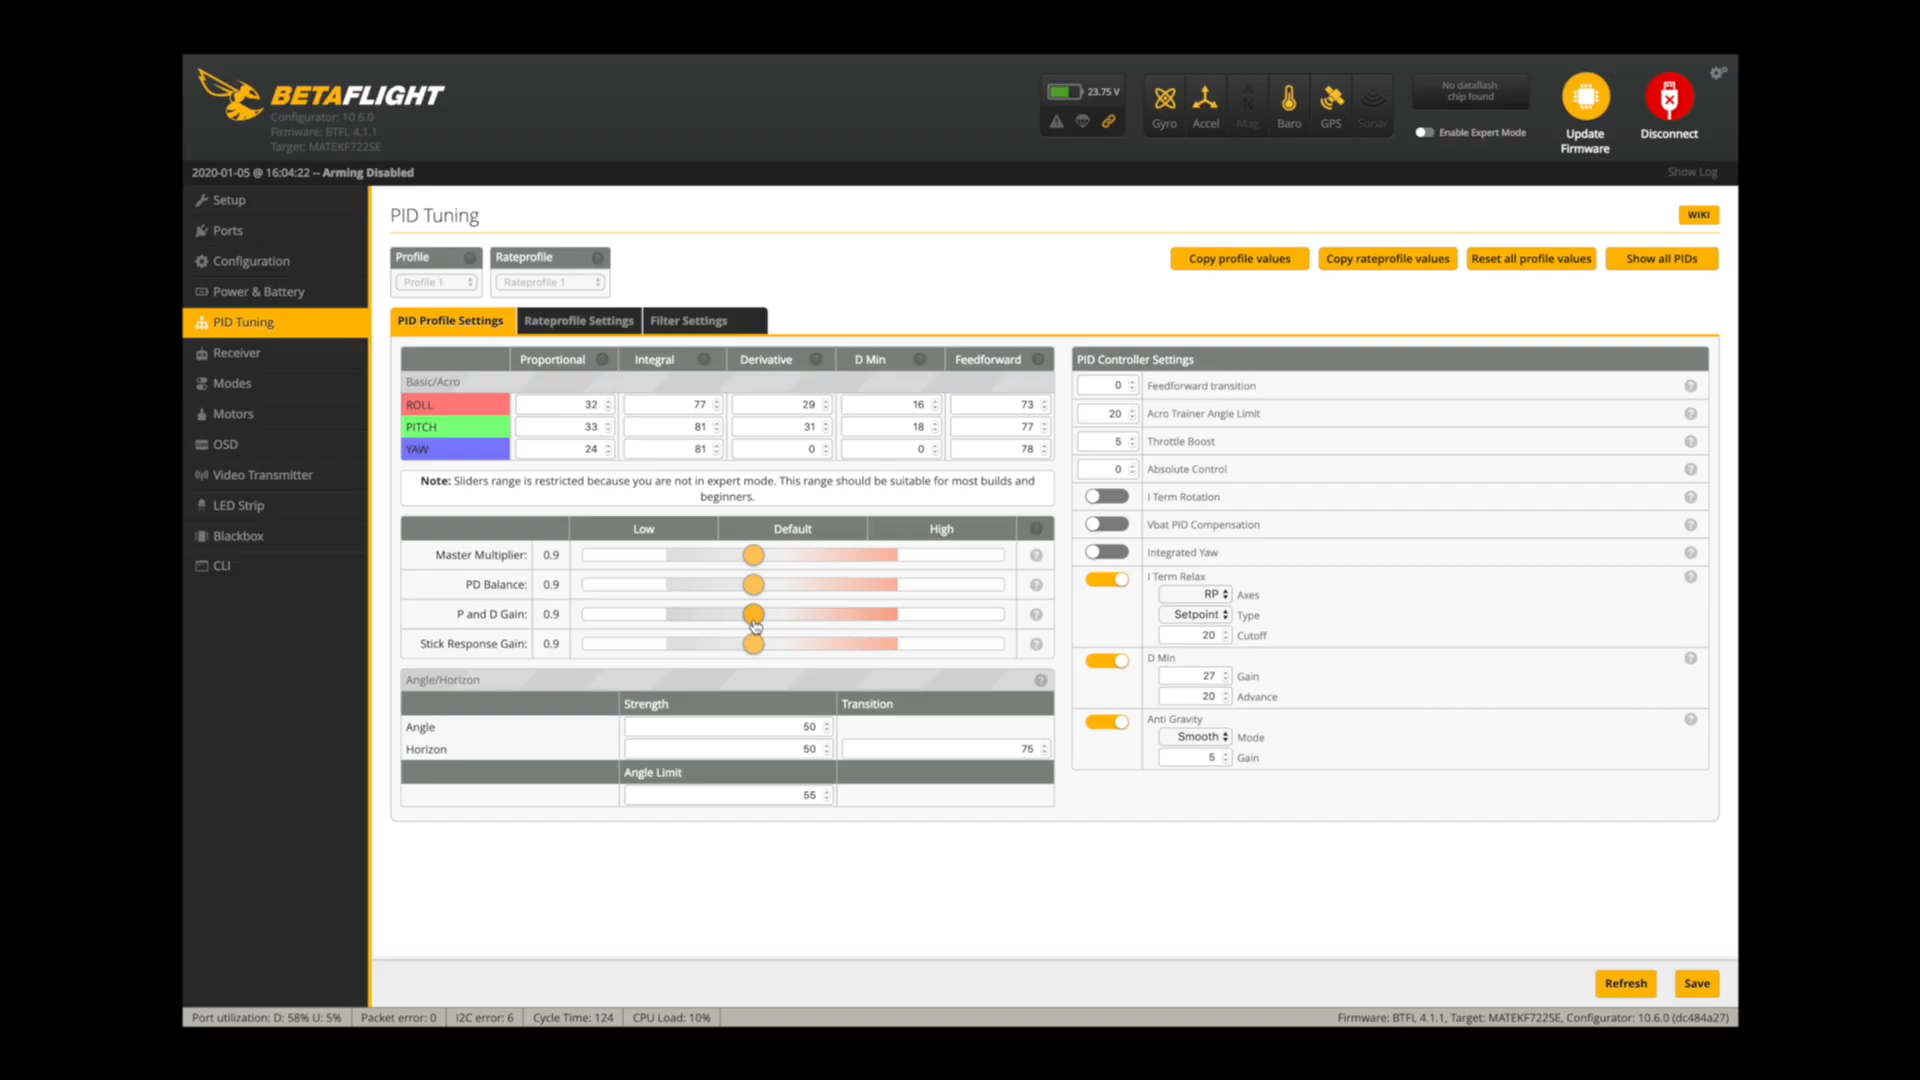 BETAFLIGHT
Configurator: 10.6.0
Firmware: BTFL 4.1.1
Target: MATEKF722SE
23.75 V
Gyro
Accel
Mag
Baro
GPS
Sonar
No dataflash
chip found
Enable Expert Mode
Update
Firmware
Disconnect
2020-01-05 @ 16:04:22 -- Arming Disabled
Show Log
Setup
Ports
Configuration
Power & Battery
PID Tuning
Receiver
Modes
Motors
OSD
Video Transmitter
LED Strip
Blackbox
CLI
PID Tuning
WIKI
Profile
Rateprofile
Profile 1
Rateprofile 1
Copy profile values
Copy rateprofile values
Reset all profile values
Show all PIDs
PID Profile Settings
Rateprofile Settings
Filter Settings
Proportional Integral Derivative D Min Feedforward
Basic/Acro
ROLL 32 77 29 16 73
PITCH 33 81 31 18 77
YAW 24 81 0 0 78
Note: Sliders range is restricted because you are not in expert mode. This range should be suitable for most builds and
beginners.
Low Default High
Master Multiplier: 0.9
PD Balance: 0.9
P and D Gain: 0.9
Stick Response Gain: 0.9
Angle/Horizon
Strength Transition
Angle 50
Horizon 50 75
Angle Limit
55
PID Controller Settings
0 Feedforward transition
20 Acro Trainer Angle Limit
5 Throttle Boost
0 Absolute Control
I Term Rotation
Vbat PID Compensation
Integrated Yaw
I Term Relax
RP Axes
Setpoint Type
20 Cutoff
D Min
27 Gain
20 Advance
Anti Gravity
Smooth Mode
5 Gain
Refresh
Save
Port utilization: D: 58% U: 5%
Packet error: 0
I2C error: 6
Cycle Time: 124
CPU Load: 10%
Firmware: BTFL 4.1.1, Target: MATEKF722SE, Configurator: 10.6.0 (dc484a27)